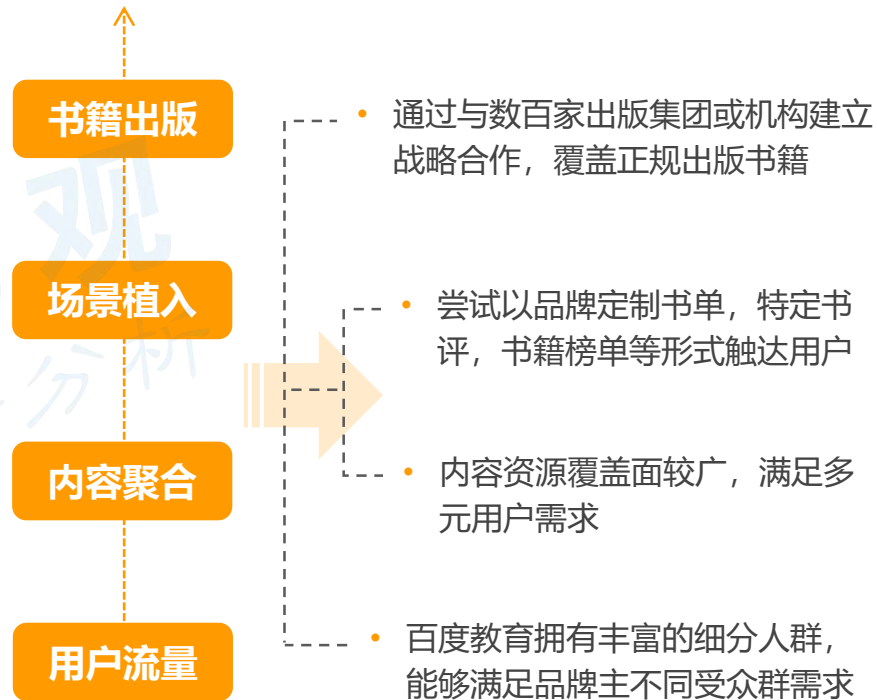 书籍出版
• 通过与数百家出版集团或机构建立
战略合作，覆盖正规出版书籍
场景植入
• 尝试以品牌定制书单，特定书
评，书籍榜单等形式触达用户
内容聚合
• 内容资源覆盖面较广，满足多
元用户需求
用户流量
• 百度教育拥有丰富的细分人群，
能够满足品牌主不同受众群需求
观
分析